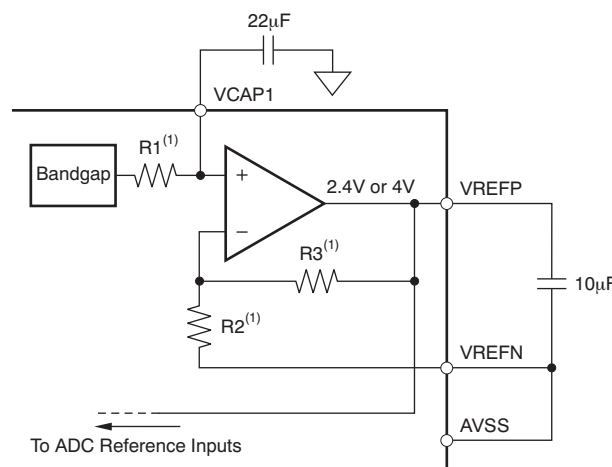 22μF
VCAP1
R1(1)
Bandgap
+
2.4V or 4V
VREFP
−
R3(1)
10μF
R2(1)
VREFN
AVSS
To ADC Reference Inputs